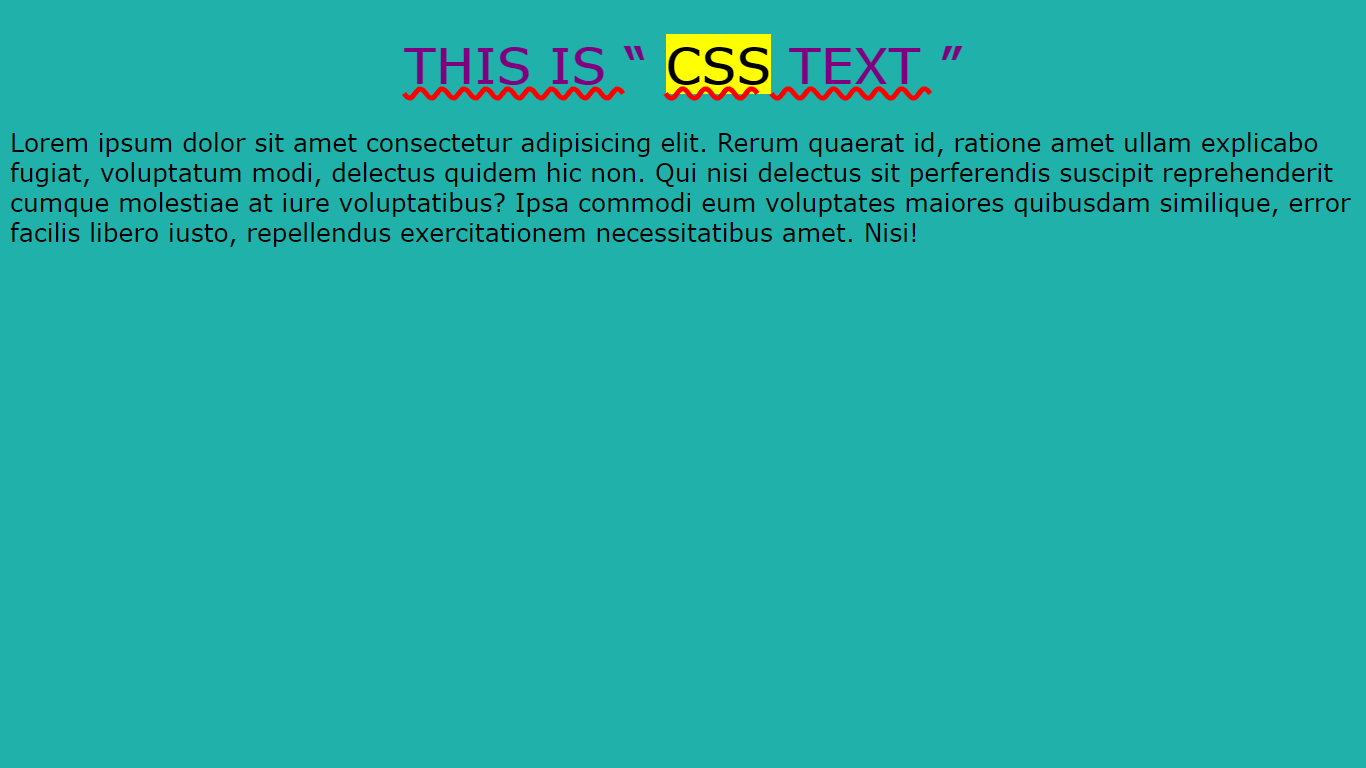 THIS IS “ CSS TEXT ”
Lorem ipsum dolor sit amet consectetur adipisicing elit. Rerum quaerat id, ratione amet ullam explicabo
fugiat, voluptatum modi, delectus quidem hic non. Qui nisi delectus sit perferendis suscipit reprehenderit
cumque molestiae at iure voluptatibus? Ipsa commodi eum voluptates maiores quibusdam similique, error
facilis libero iusto, repellendus exercitationem necessitatibus amet. Nisi!